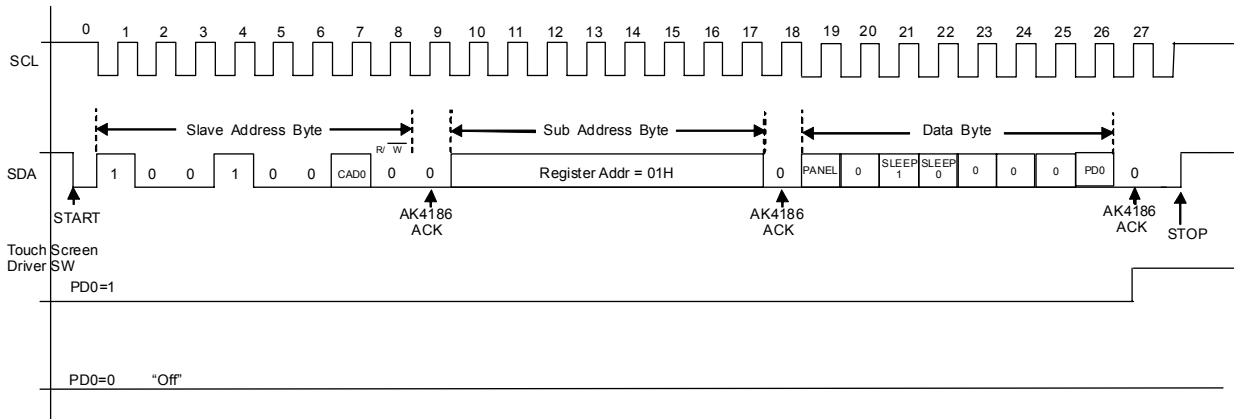 0 1 2 3 4 5 6 7 8 9 10 11 12 13 14 15 16 17 18 19 20 21 22 23 24 25 26 27
SCL
Slave Address Byte
Sub Address Byte
Data Byte
R/W
SDA
1 0 0 1 0 0 CAD0 0 0 Register Addr = 01H 0 PANEL 0 SLEEP 1 SLEEP 0 0 0 0 PD0 0
START
AK4186 ACK
AK4186 ACK
AK4186 ACK
STOP
Touch Screen
Driver SW
PD0=1
PD0=0 “Off”